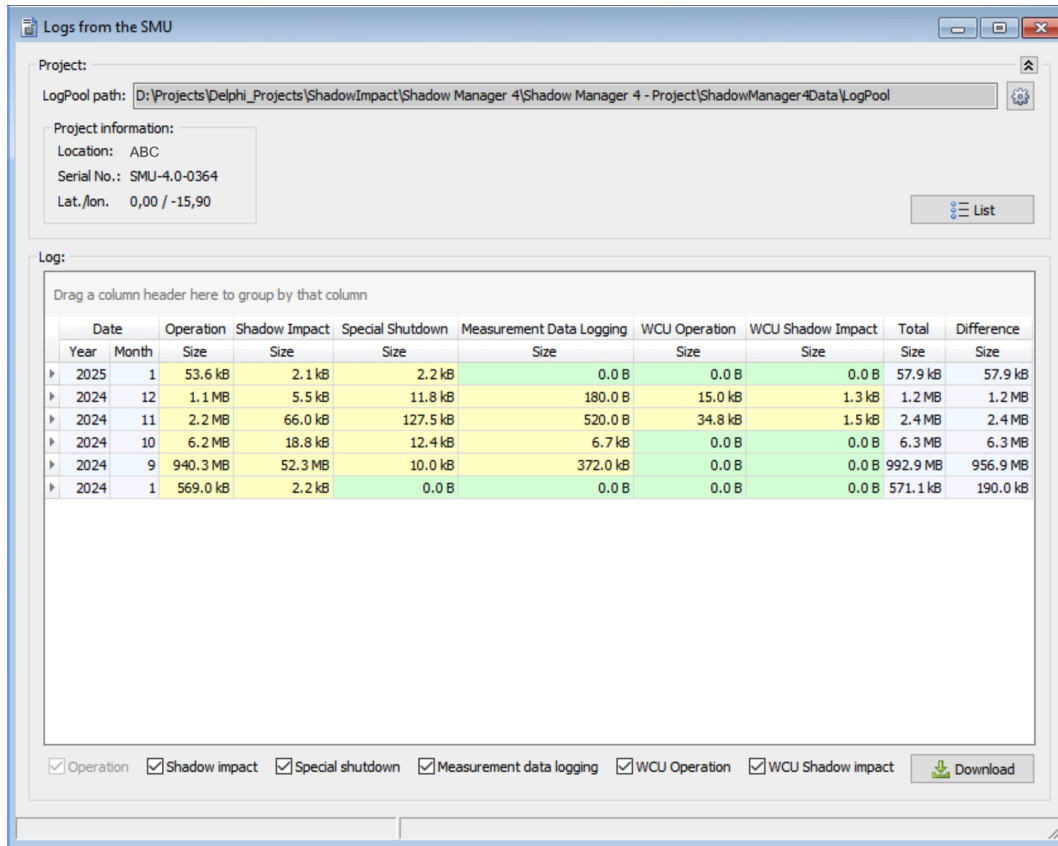 Logs from the SMU
Project:
LogPool path: D:\Projects\Delphi_Projects\ShadowImpact\Shadow Manager 4\Shadow Manager 4 - Project\ShadowManager4Data\LogPool
Project information:
Location: ABC
Serial No.: SMU-4.0-0364
Lat./lon. 0,00 / -15,90
List
Log:
Drag a column header here to group by that column
Date Operation Shadow Impact Special Shutdown Measurement Data Logging WCU Operation WCU Shadow Impact Total Difference
Year Month Size Size Size Size Size Size Size Size
2025 1 53.6 kB 2.1 kB 2.2 kB 0.0 B 0.0 B 0.0 B 57.9 kB 57.9 kB
2024 12 1.1 MB 5.5 kB 11.8 kB 180.0 B 15.0 kB 1.3 kB 1.2 MB 1.2 MB
2024 11 2.2 MB 66.0 kB 127.5 kB 520.0 B 34.8 kB 1.5 kB 2.4 MB 2.4 MB
2024 10 6.2 MB 18.8 kB 12.4 kB 6.7 kB 0.0 B 0.0 B 6.3 MB 6.3 MB
2024 9 940.3 MB 52.3 MB 10.0 kB 372.0 kB 0.0 B 0.0 B 992.9 MB 956.9 MB
2024 1 569.0 kB 2.2 kB 0.0 B 0.0 B 0.0 B 0.0 B 571.1 kB 190.0 kB
Operation Shadow impact Special shutdown Measurement data logging WCU Operation WCU Shadow impact Download